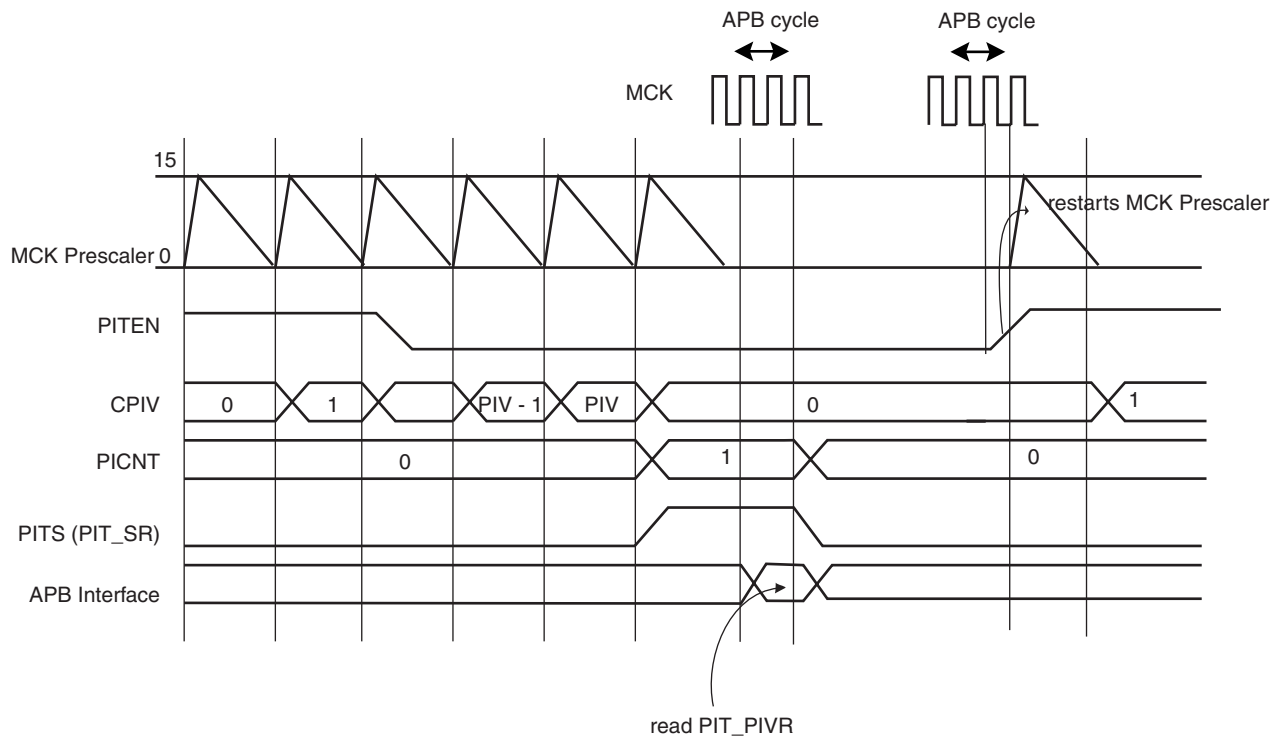 APB cycle
APB cycle
MCK
15
restarts MCK Prescaler
MCK Prescaler 0
PITEN
CPIV
0
1
PIV - 1
PIV
0
1
PICNT
0
1
0
PITS (PIT_SR)
APB Interface
read PIT_PIVR